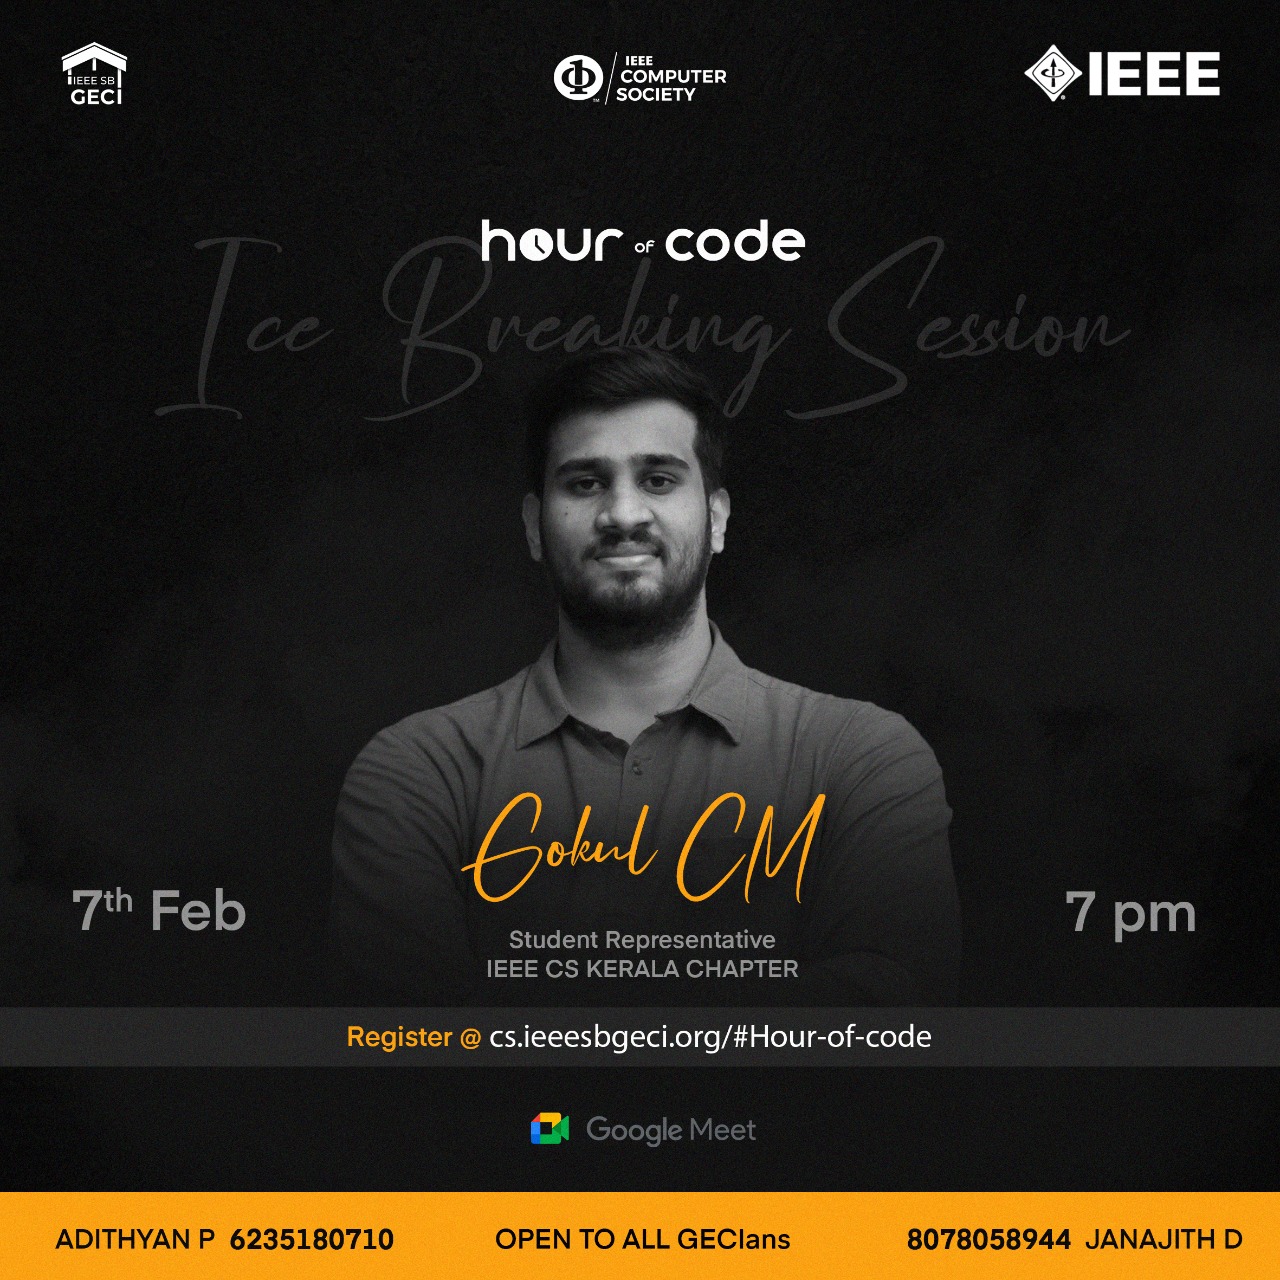 IEEE SB
GECI
IEEE
COMPUTER
SOCIETY
TM
IEEE
hour of code
Ice Breaking Session
Gokul CM
7th Feb
7 pm
Student Representative
IEEE CS KERALA CHAPTER
Register @ cs.ieeesbgeci.org/#Hour-of-code
Google Meet
ADITHYAN P 6235180710
OPEN TO ALL GECIans
8078058944 JANAJITH D